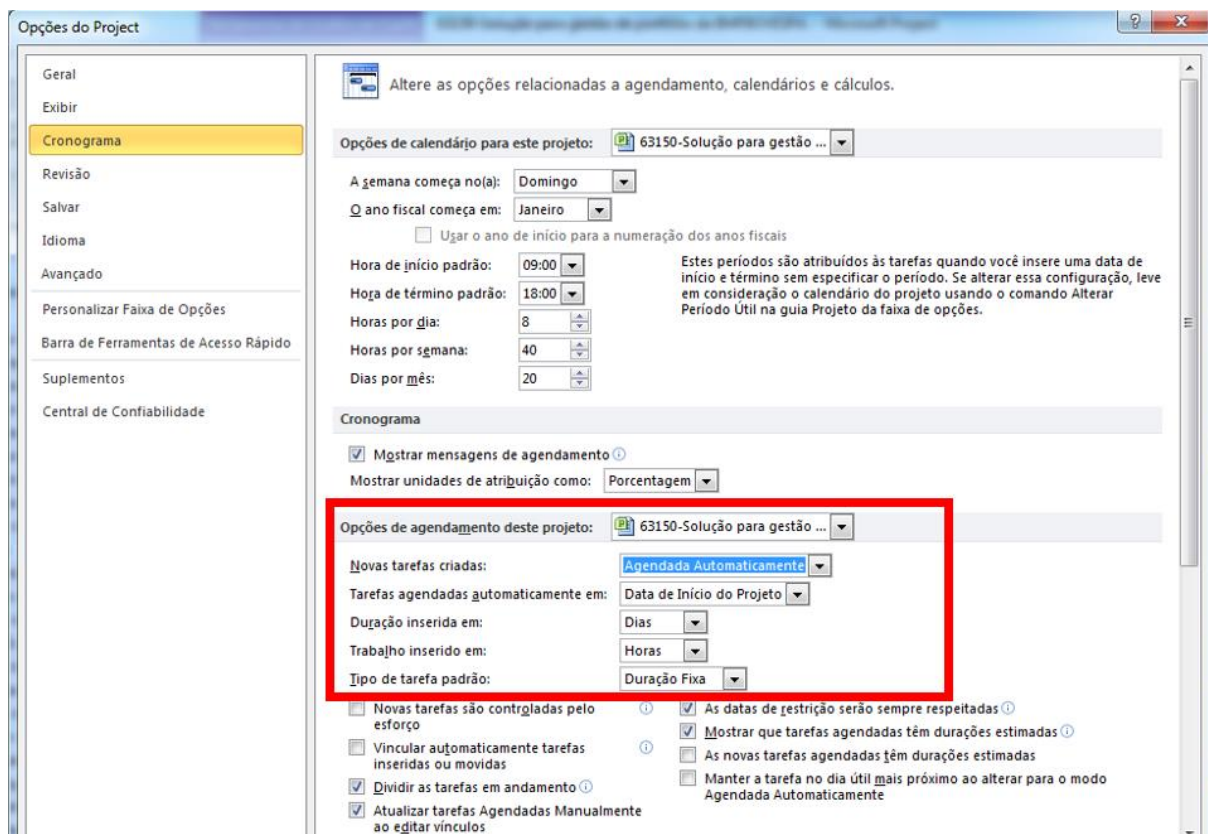 Opções do Project
Geral
Exibir
Cronograma
Revisão
Salvar
Idioma
Avançado
Personalizar Faixa de Opções
Barra de Ferramentas de Acesso Rápido
Suplementos
Central de Confiabilidade
Altere as opções relacionadas a agendamento, calendários e cálculos.
Opções de calendário para este projeto: 63150-Solução para gestão ...
A semana começa no(a): Domingo
O ano fiscal começa em: Janeiro
Usar o ano de início para a numeração dos anos fiscais
Hora de início padrão: 09:00
Hora de término padrão: 18:00
Horas por dia: 8
Horas por semana: 40
Dias por mês: 20
Estes períodos são atribuídos às tarefas quando você insere uma data de
início e término sem especificar o período. Se alterar essa configuração, leve
em consideração o calendário do projeto usando o comando Alterar
Período Útil na guia Projeto da faixa de opções.
Cronograma
Mostrar mensagens de agendamento
Mostrar unidades de atribuição como: Porcentagem
Opções de agendamento deste projeto: 63150-Solução para gestão ...
Novas tarefas criadas: Agendada Automaticamente
Tarefas agendadas automaticamente em: Data de Início do Projeto
Duração inserida em: Dias
Trabalho inserido em: Horas
Tipo de tarefa padrão: Duração Fixa
Novas tarefas são controladas pelo
esforço
Vincular automaticamente tarefas
inseridas ou movidas
Dividir as tarefas em andamento
Atualizar tarefas Agendadas Manualmente
ao editar vínculos
As datas de restrição serão sempre respeitadas
Mostrar que tarefas agendadas têm durações estimadas
As novas tarefas agendadas têm durações estimadas
Manter a tarefa no dia útil mais próximo ao alterar para o modo
Agendada Automaticamente